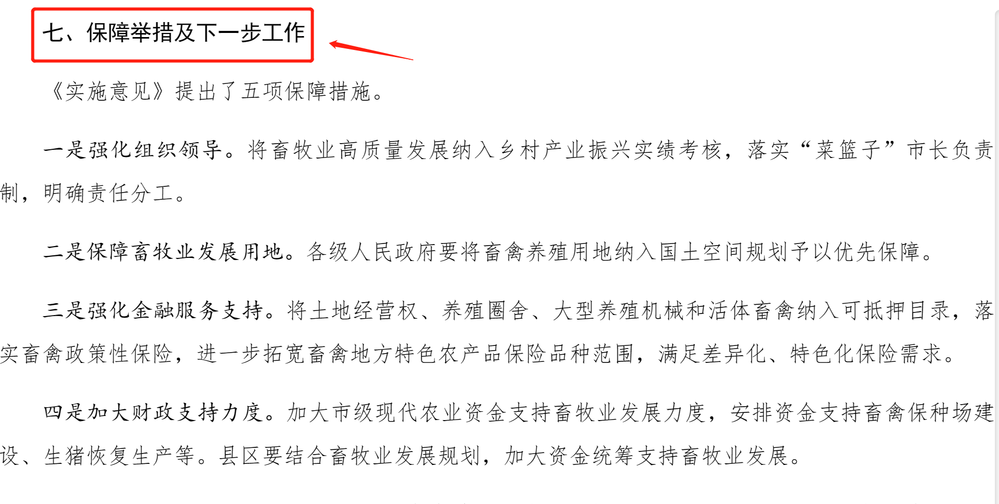 七、保障举措及下一步工作
《实施意见》提出了五项保障措施。
一是强化组织领导。将畜牧业高质量发展纳入乡村产业振兴实绩考核，落实“菜篮子”市长负责
制，明确责任分工。
二是保障畜牧业发展用地。各级人民政府要将畜禽养殖用地纳入国土空间规划予以优先保障。
三是强化金融服务支持。将土地经营权、养殖圈舍、大型养殖机械和活体畜禽纳入可抵押目录，落
实畜禽政策性保险，进一步拓宽畜禽地方特色农产品保险品种范围，满足差异化、特色化保险需求。
四是加大财政支持力度。加大市级现代农业资金支持畜牧业发展力度，安排资金支持畜禽保种场建
设、生猪恢复生产等。县区要结合畜牧业发展规划，加大资金统筹支持畜牧业发展。